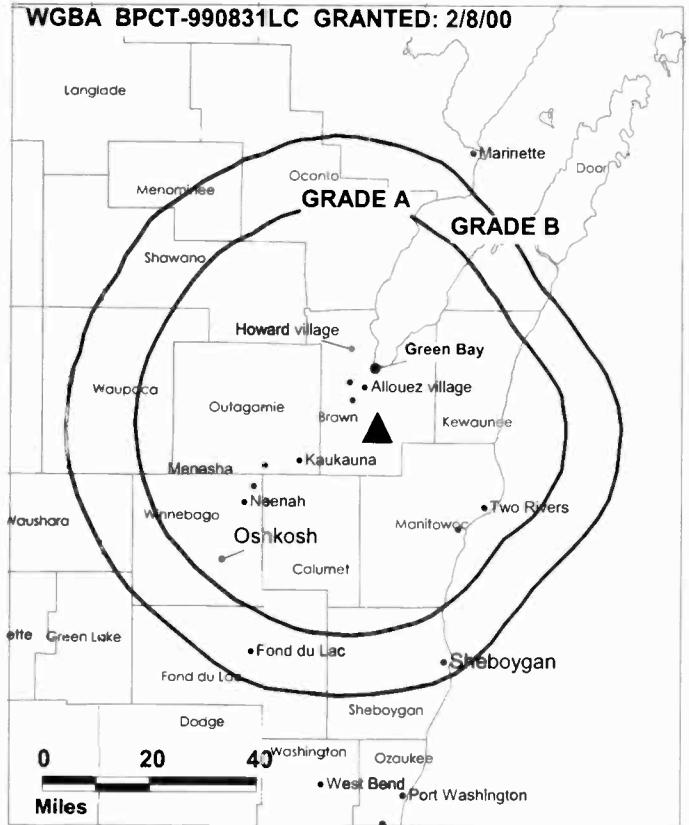 WGBA BPCT-990831LC GRANTED: 2/8/00
Langlade
Marinette
Door
Oconto
Menominee
GRADE A
GRADE B
Shawano
Howard village
Green Bay
Allouez village
Waupaca
Outagamie
Brown
Kewaunee
Kaukauna
Menasha
Neenah
Two Rivers
Waushara
Winnebago
Manitowoc
Oshkosh
Calumet
ette
Green Lake
Fond du Lac
Sheboygan
Fond du Lac
Sheboygan
Dodge
Washington
Ozaukee
0 20 40
West Bend
Port Washington
Miles